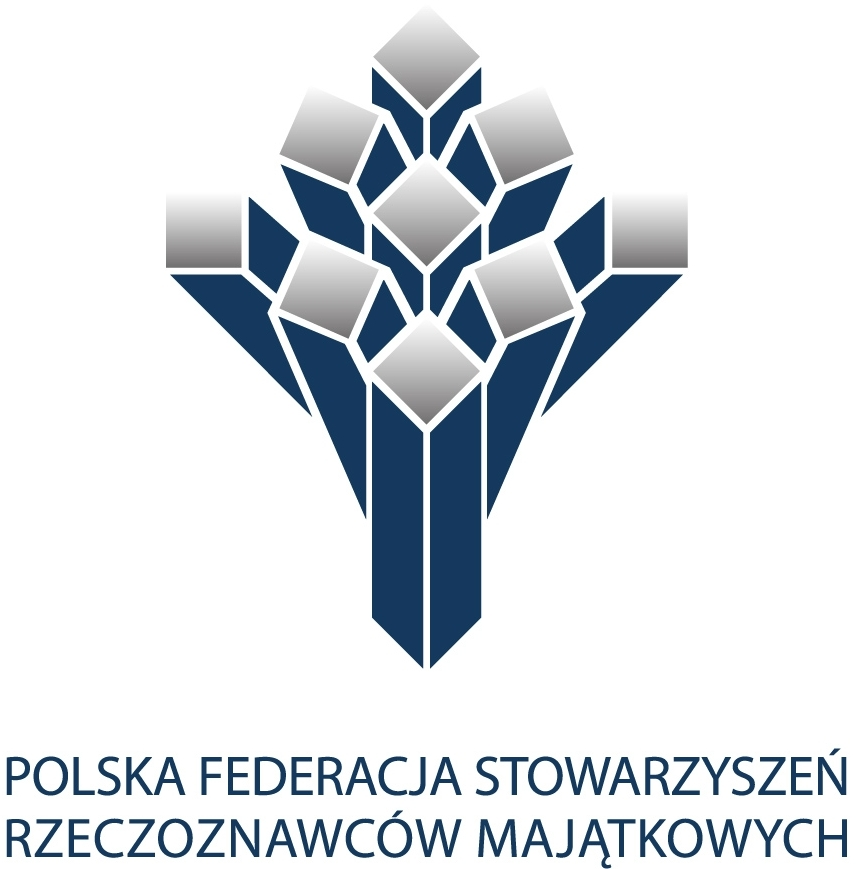 POLSKA FEDERACJA STOWARZYSZEŃ
RZECZOZNAWCÓW MAJĄTKOWYCH